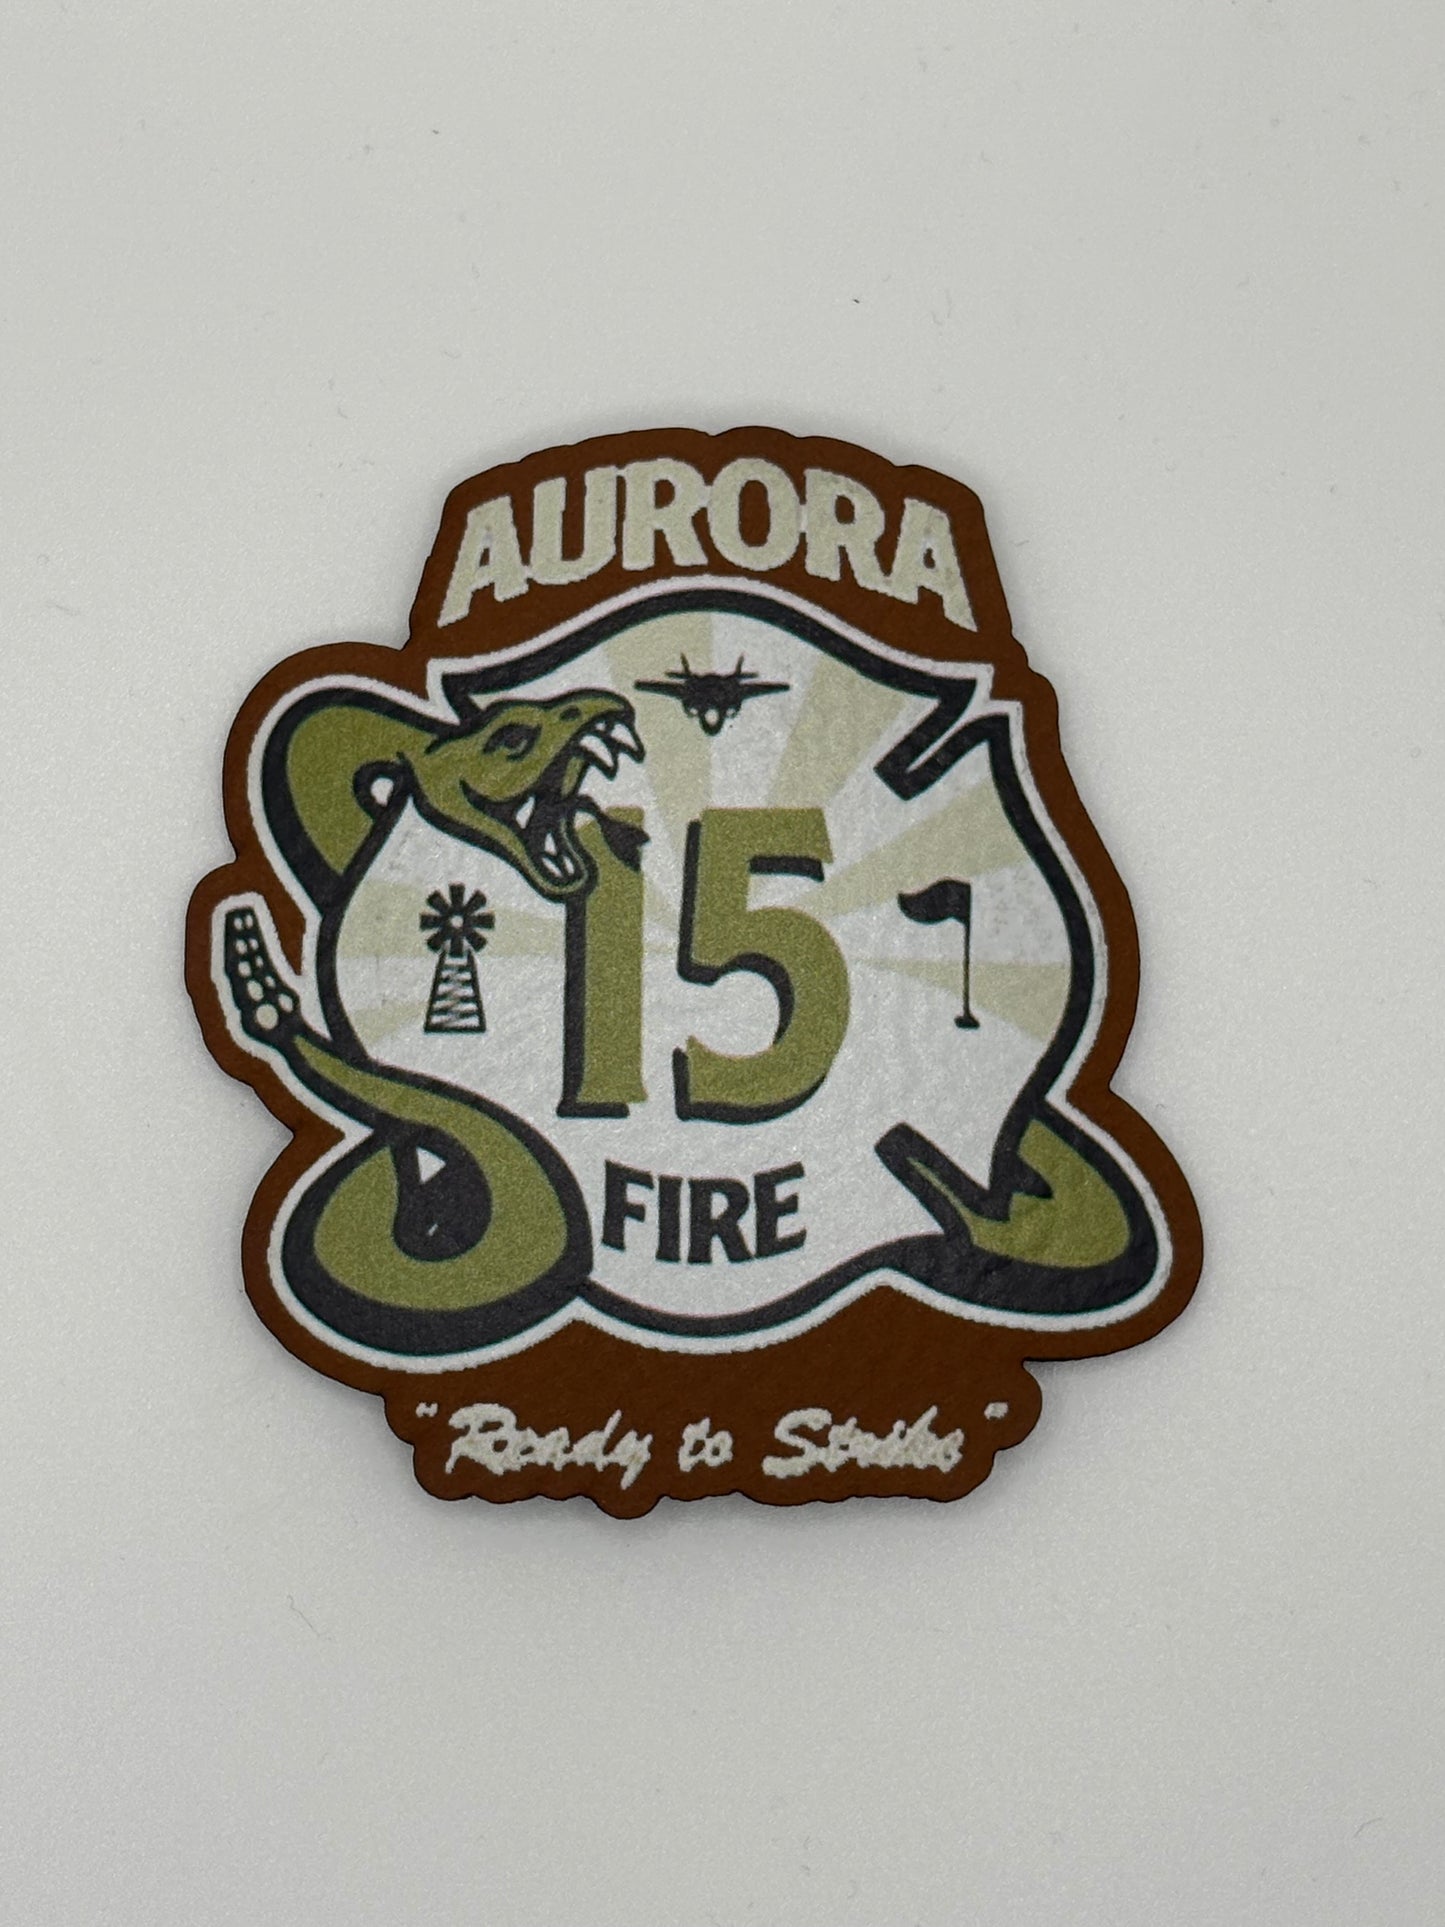 AURORA
15
FIRE
"Ready to Strike"